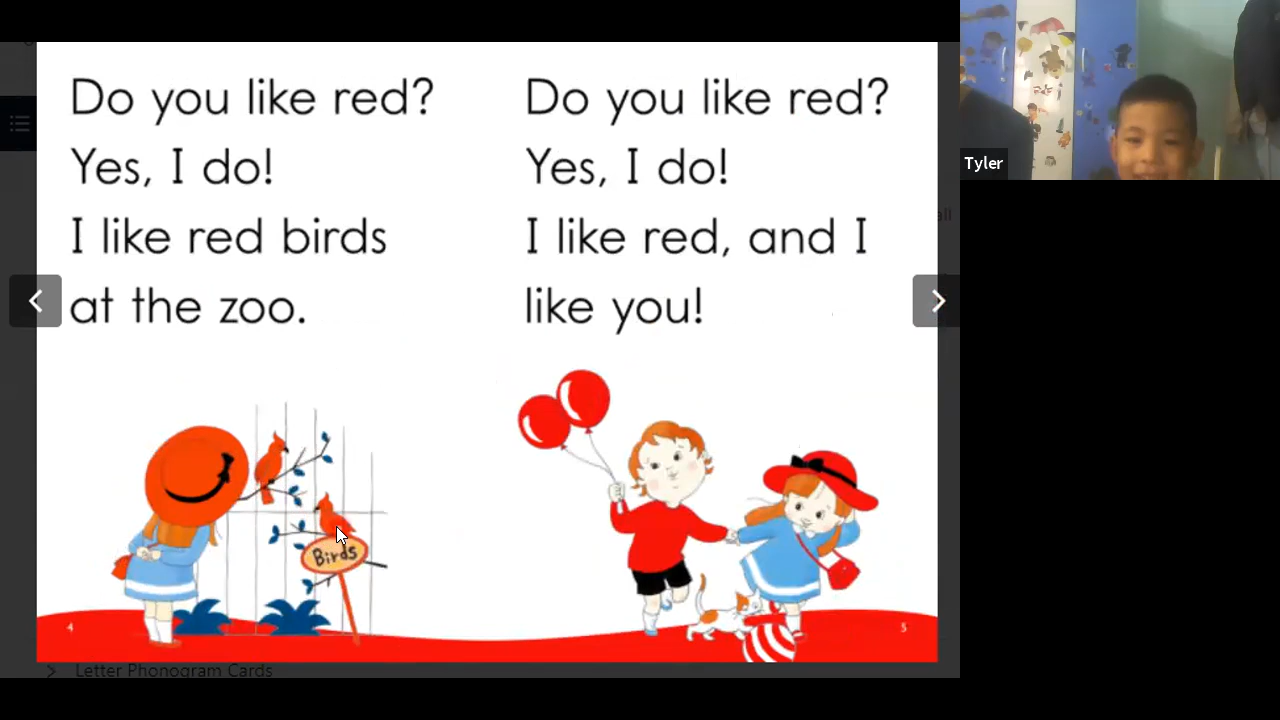 Do you like red?
Yes, I do!
I like red birds
at the zoo.
Birds
4
Do you like red?
Yes, I do!
I like red, and I
like you!
5
all
Letter Phonogram Cards
Tyler